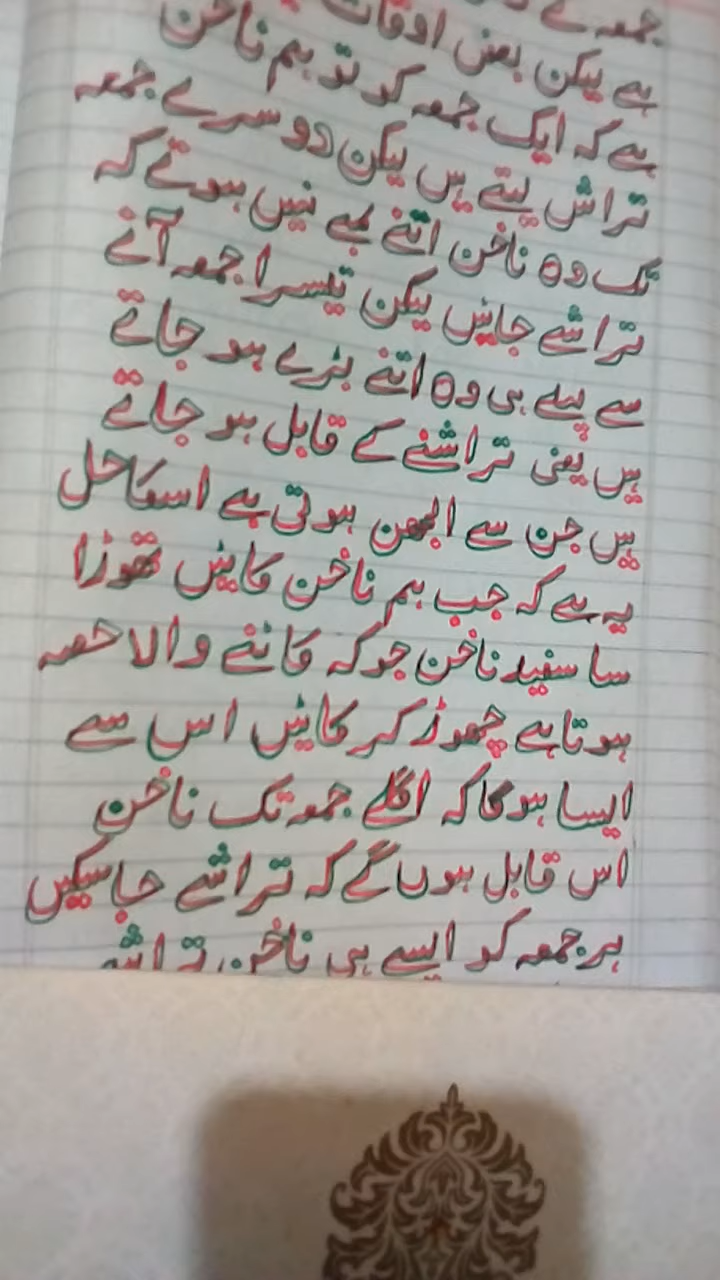 جمعہ کے
ہے لیکن بعض اوقات
ہے کہ ایک جمعہ کو تو ہم ناخن
تراش لیتے ہیں لیکن دوسرے جمعہ
تک وہ ناخن اتنے لمبے نہیں ہوتے کہ
تراشے جائیں لیکن تیسرا جمعہ آنے
سے پہلے ہی وہ اتنے بڑے ہو جاتے
ہیں یعنی تراشنے کے قابل ہو جاتے
ہیں جن سے الجھن ہوتی ہے اسکا حل
یہ ہے کہ جب ہم ناخن کاٹیں تھوڑا
سا سفید ناخن جو کہ کاٹنے والا حصہ
ہوتا ہے چھوڑ کر کاٹیں اس سے
ایسا ہوگا کہ اگلے جمعہ تک ناخن
اس قابل ہوں گے کہ تراشے جا سکیں
ہر جمعہ کو ایسے ہی ناخن